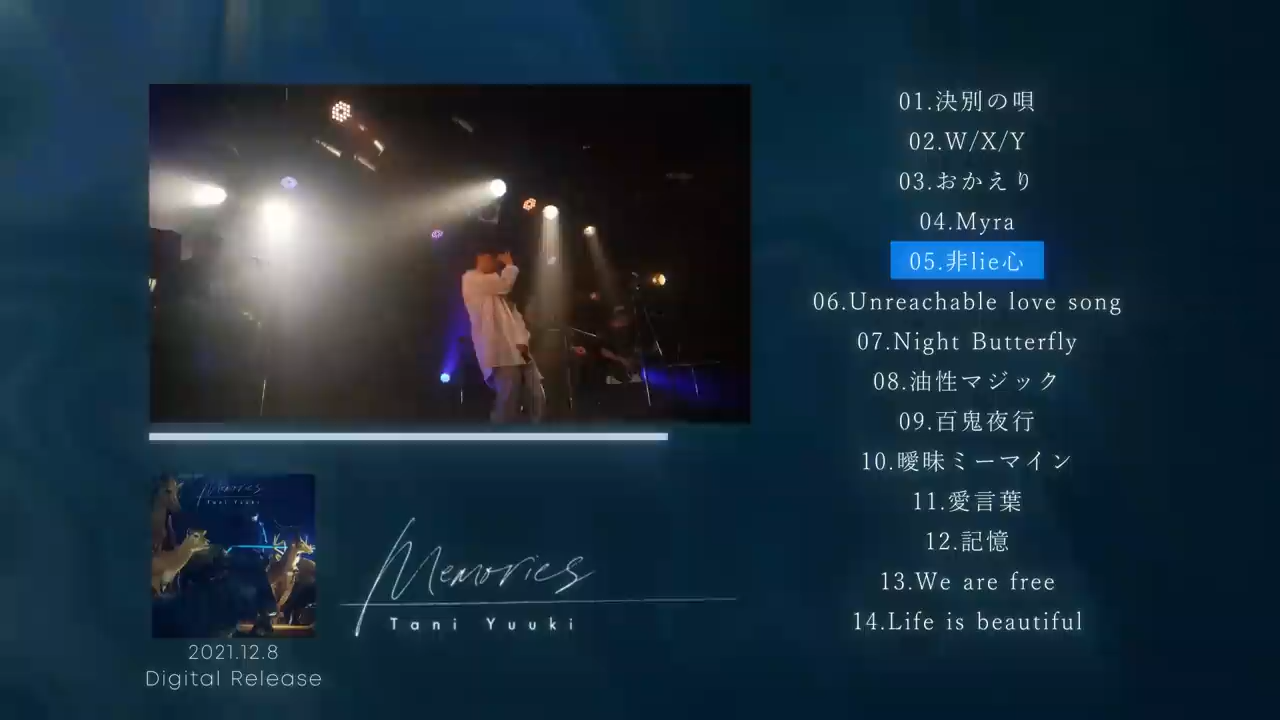 01.決別の唄
02.W/X/Y
03.おかえり
04.Myra
05.非lie心
06.Unreachable love song
07.Night Butterfly
08.油性マジック
09.百鬼夜行
10.曖昧ミーマイン
11.愛言葉
12.記憶
13.We are free
14.Life is beautiful
Memories
Tani Yuuki
Memories
Tani Yuuki
2021.12.8
Digital Release